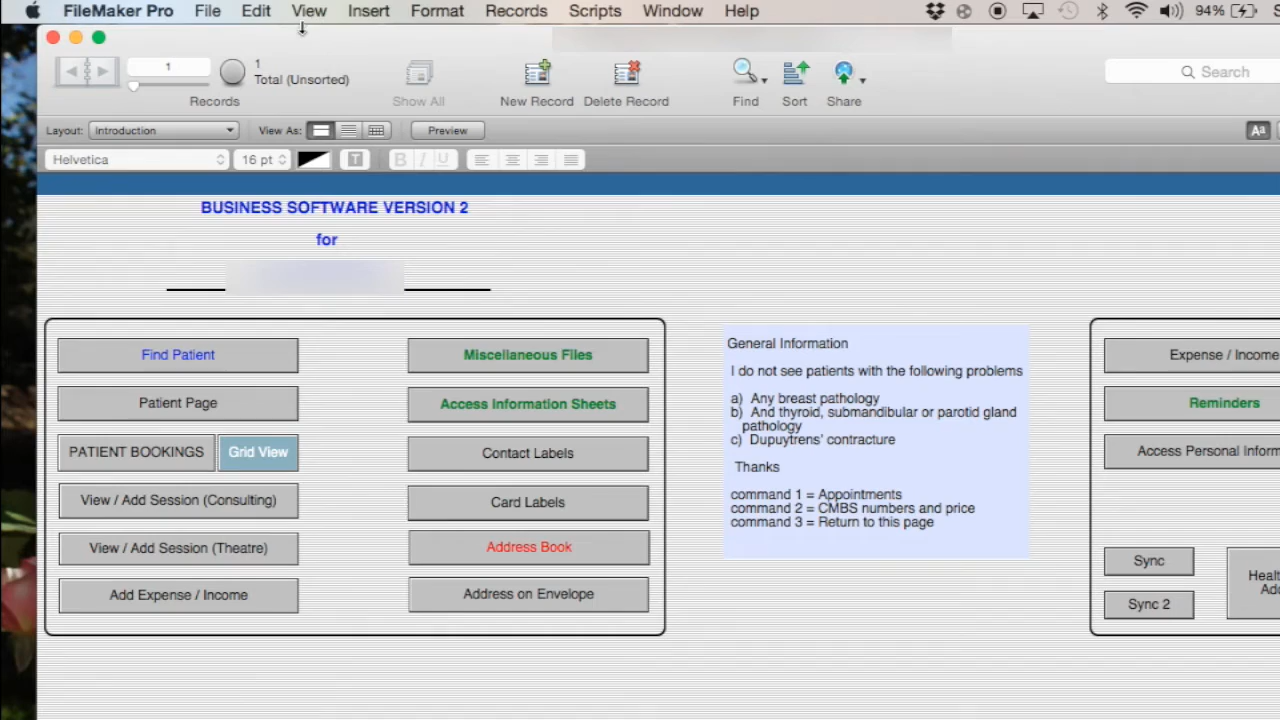 FileMaker Pro File Edit View Insert Format Records Scripts Window Help 94%
1
1
Total (Unsorted)
Search
Records Show All New Record Delete Record Find Sort Share
Layout: Introduction View As: Preview Aa
Helvetica 16 pt T B I U
BUSINESS SOFTWARE VERSION 2
for
Find Patient
Patient Page
PATIENT BOOKINGS Grid View
View / Add Session (Consulting)
View / Add Session (Theatre)
Add Expense / Income
Miscellaneous Files
Access Information Sheets
Contact Labels
Card Labels
Address Book
Address on Envelope
General Information
I do not see patients with the following problems
a) Any breast pathology
b) And thyroid, submandibular or parotid gland
pathology
c) Dupuytrens' contracture
Thanks
command 1 = Appointments
command 2 = CMBS numbers and price
command 3 = Return to this page
Expense / Income
Reminders
Access Personal Inform
Sync
Sync 2
Healt
Add